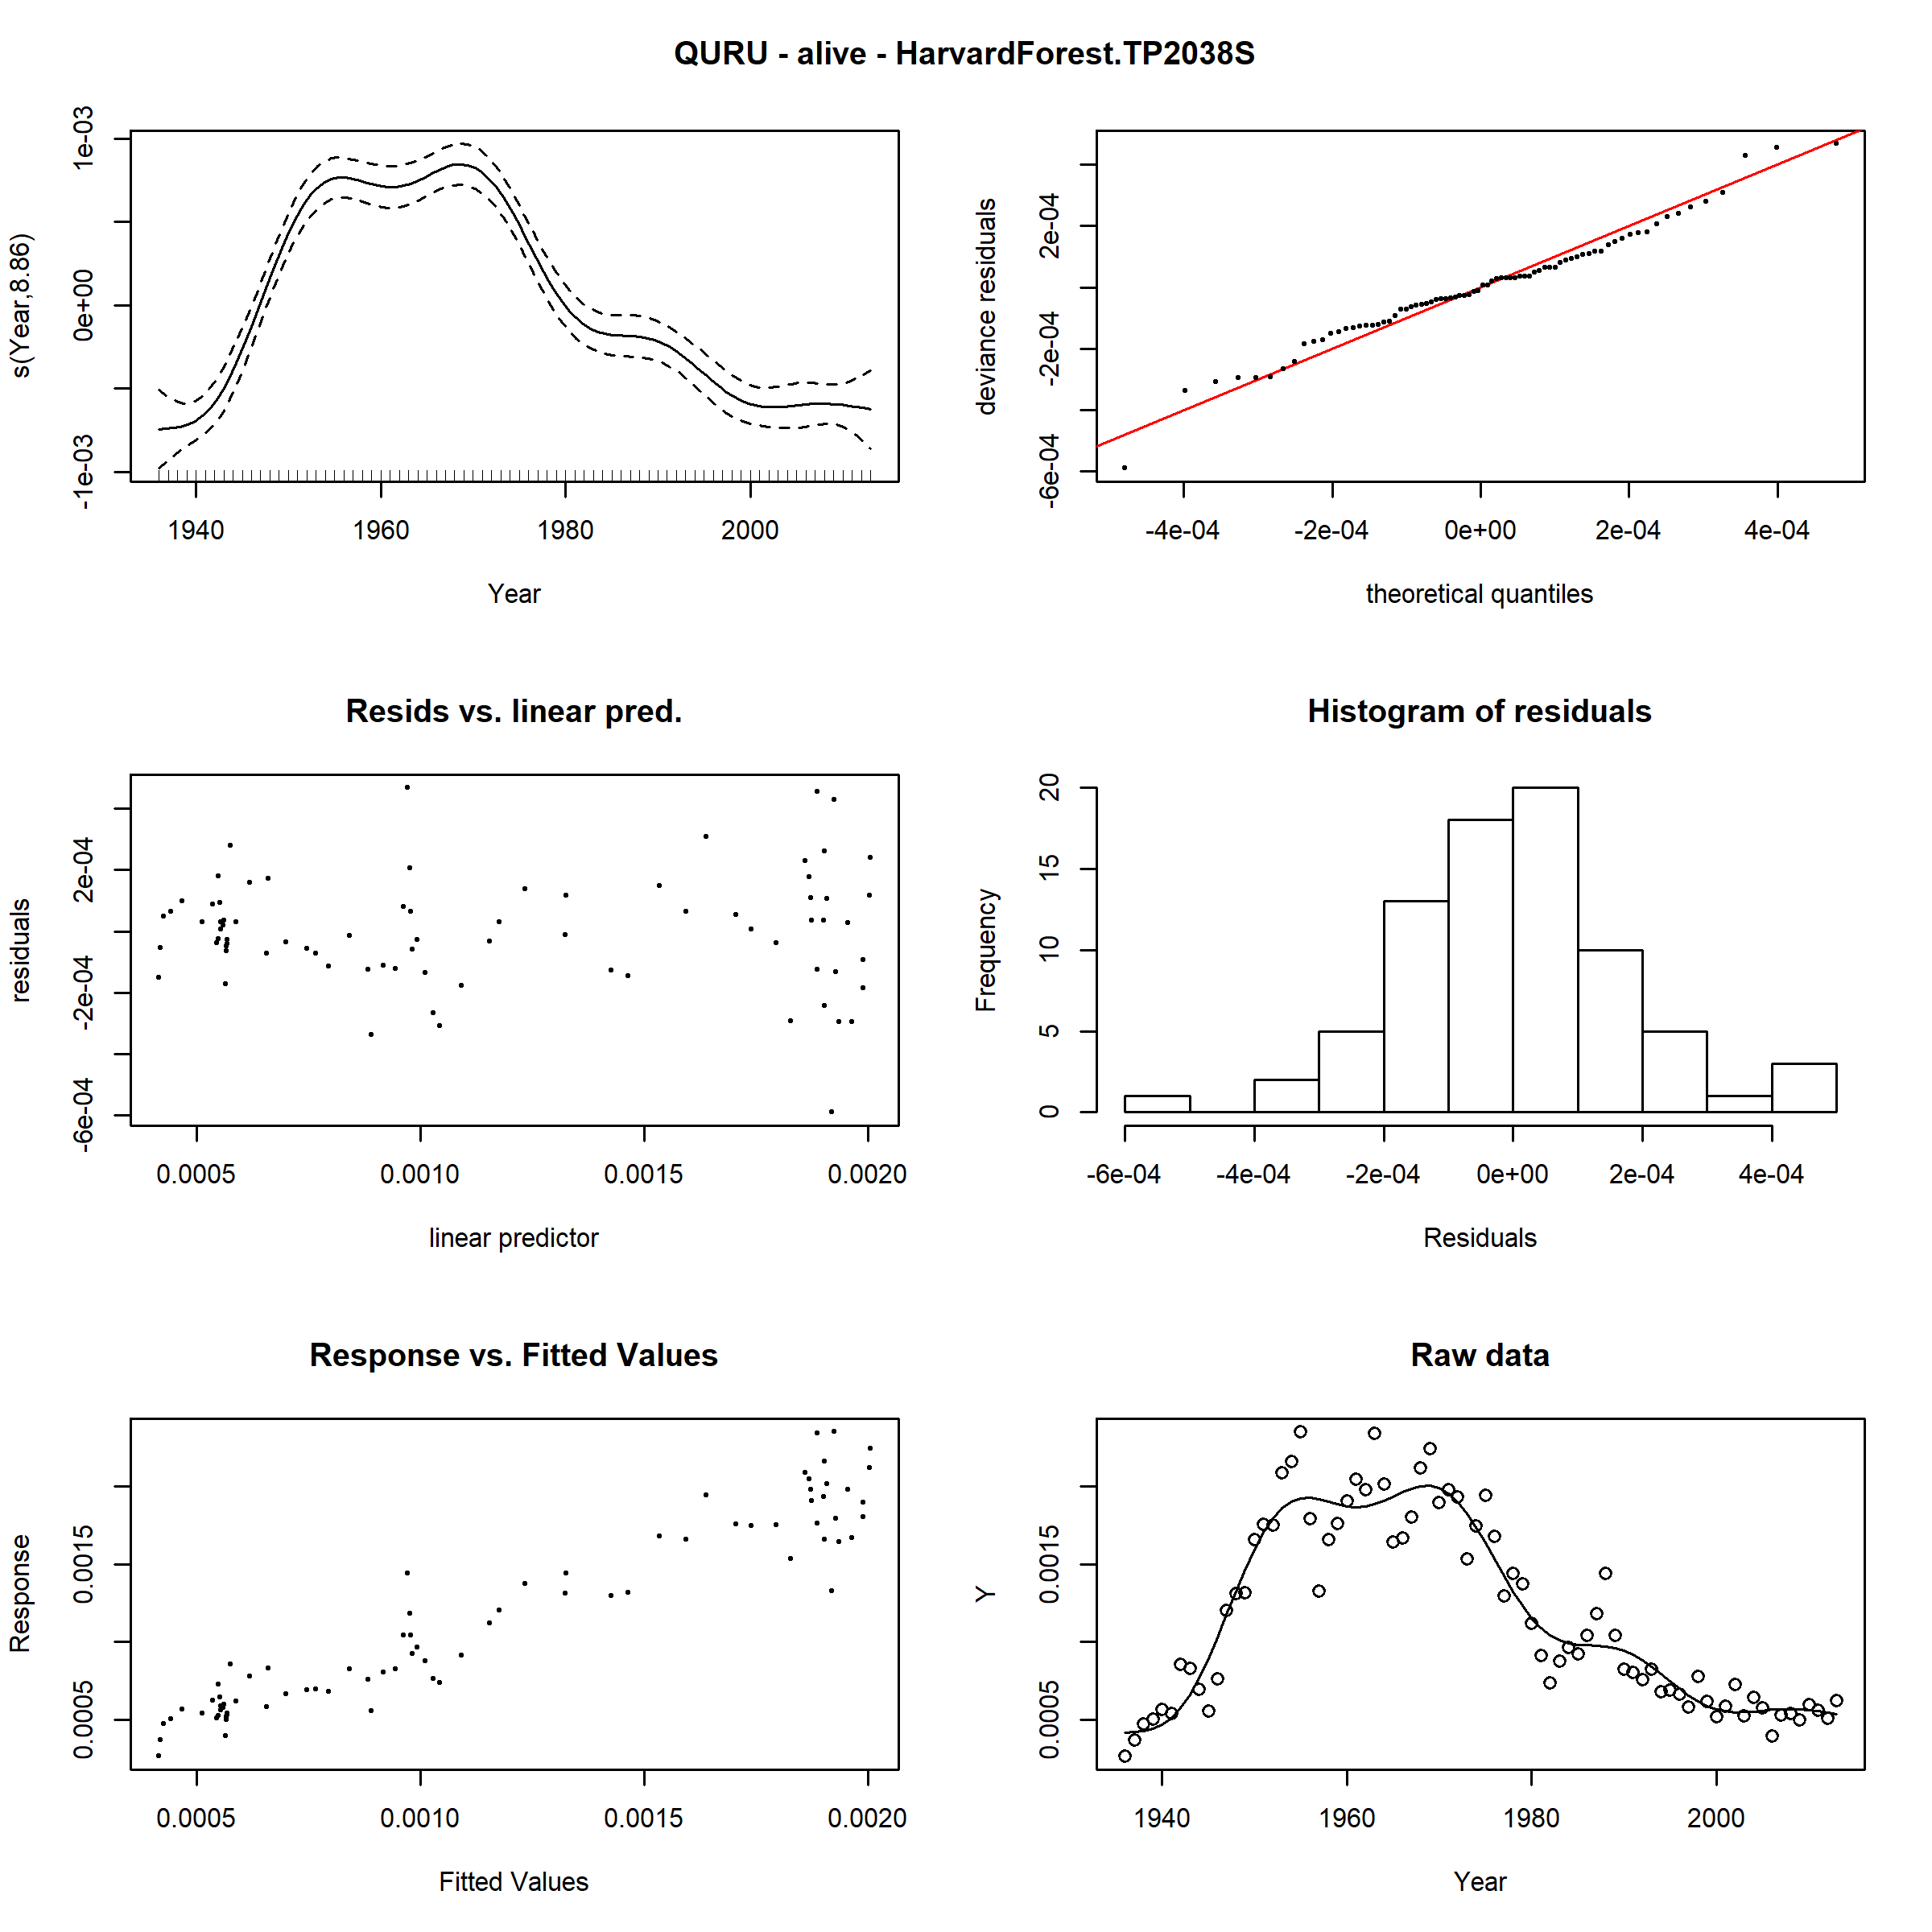 QURU - alive - HarvardForest.TP2038S
s(Year,8.86)
-1e-03 0e+00 1e-03
1940 1960 1980 2000
Year
deviance residuals
-6e-04 -2e-04 2e-04
-4e-04 -2e-04 0e+00 2e-04 4e-04
theoretical quantiles
Resids vs. linear pred.
residuals
-6e-04 -2e-04 2e-04
0.0005 0.0010 0.0015 0.0020
linear predictor
Histogram of residuals
Frequency
0 5 10 15 20
-6e-04 -4e-04 -2e-04 0e+00 2e-04 4e-04
Residuals
Response vs. Fitted Values
Response
0.0005 0.0015
0.0005 0.0010 0.0015 0.0020
Fitted Values
Raw data
Y
0.0005 0.0015
1940 1960 1980 2000
Year